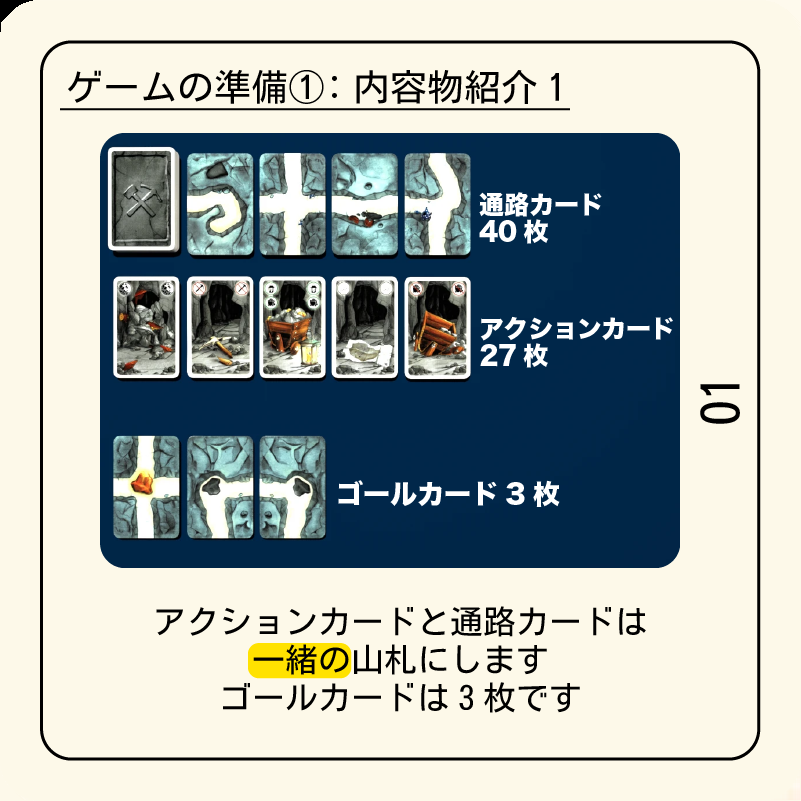 ゲームの準備①：内容物紹介 1
通路カード
40 枚
アクションカード
27 枚
ゴールカード 3 枚
01
アクションカードと通路カードは
一緒の山札にします
ゴールカードは 3 枚です